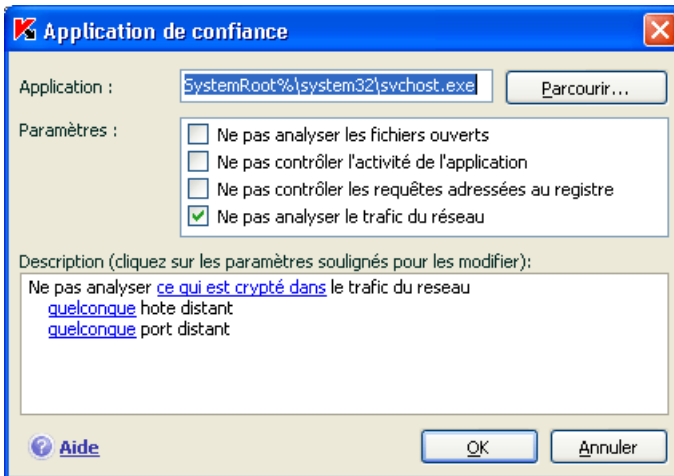 Application de confiance
Application : SystemRoot%\system32\svchost.exe Parcourir...
Paramètres : Ne pas analyser les fichiers ouverts
Ne pas contrôler l'activité de l'application
Ne pas contrôler les requêtes adressées au registre
Ne pas analyser le trafic du réseau
Description (cliquez sur les paramètres soulignés pour les modifier):
Ne pas analyser ce qui est crypté dans le trafic du reseau
quelconque hote distant
quelconque port distant
Aide OK Annuler